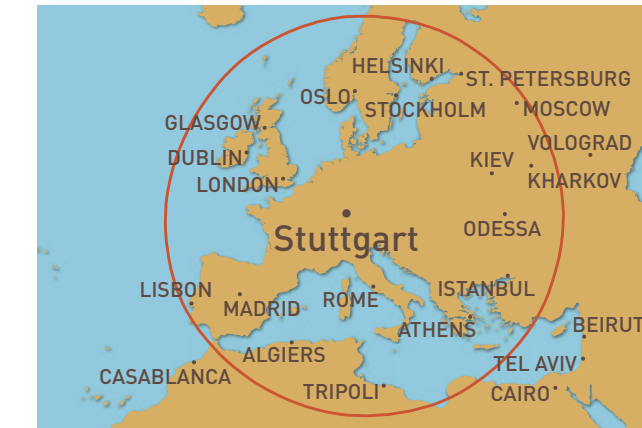 HELSINKI
ST. PETERSBURG
OSLO
STOCKHOLM
MOSCOW
GLASGOW
VOLOGRAD
DUBLIN
KIEV
LONDON
KHARKOV
ODESSA
Stuttgart
LISBON
ISTANBUL
MADRID
ROME
ATHENS
BEIRUT
ALGIERS
TEL AVIV
CASABLANCA
TRIPOLI
CAIRO